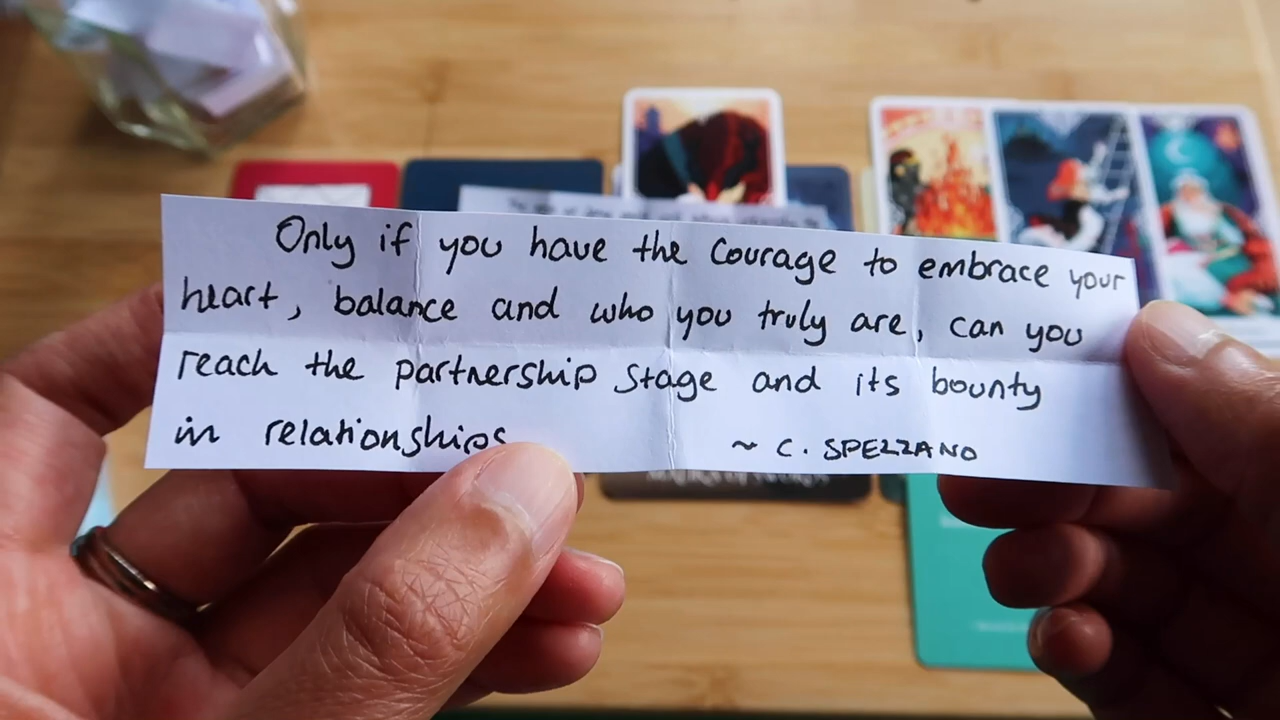 Only if you have the Courage to embrace your
heart, balance and who you truly are, can you
reach the partnership Stage and its bounty
in relationships
~ C. SPEZZANO